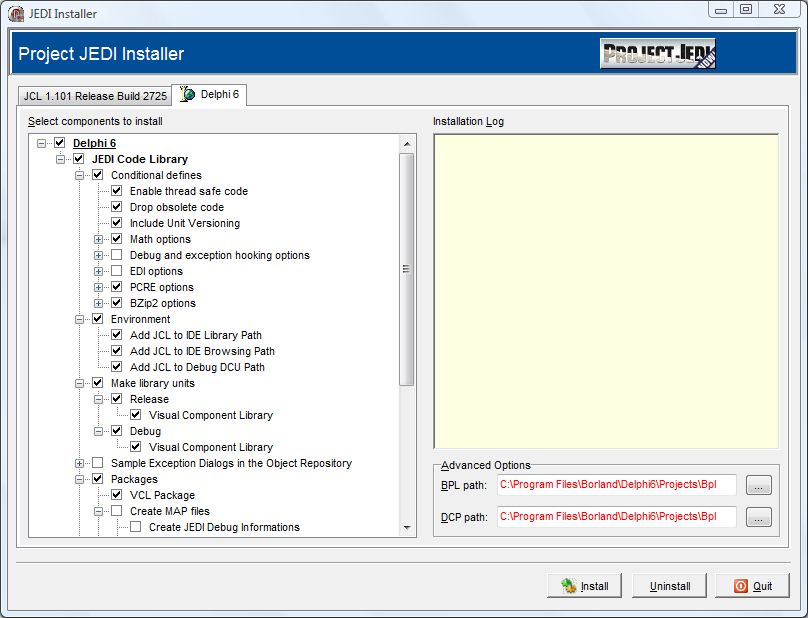 JEDI Installer
Project JEDI Installer
PROJECT JEDI
JCL 1.101 Release Build 2725
Delphi 6
Select components to install
Delphi 6
JEDI Code Library
Conditional defines
Enable thread safe code
Drop obsolete code
Include Unit Versioning
Math options
Debug and exception hooking options
EDI options
PCRE options
BZip2 options
Environment
Add JCL to IDE Library Path
Add JCL to IDE Browsing Path
Add JCL to Debug DCU Path
Make library units
Release
Visual Component Library
Debug
Visual Component Library
Sample Exception Dialogs in the Object Repository
Packages
VCL Package
Create MAP files
Create JEDI Debug Informations
Installation Log
Advanced Options
BPL path:
C:\Program Files\Borland\Delphi6\Projects\Bpl
...
DCP path:
C:\Program Files\Borland\Delphi6\Projects\Bpl
...
Install
Uninstall
Quit